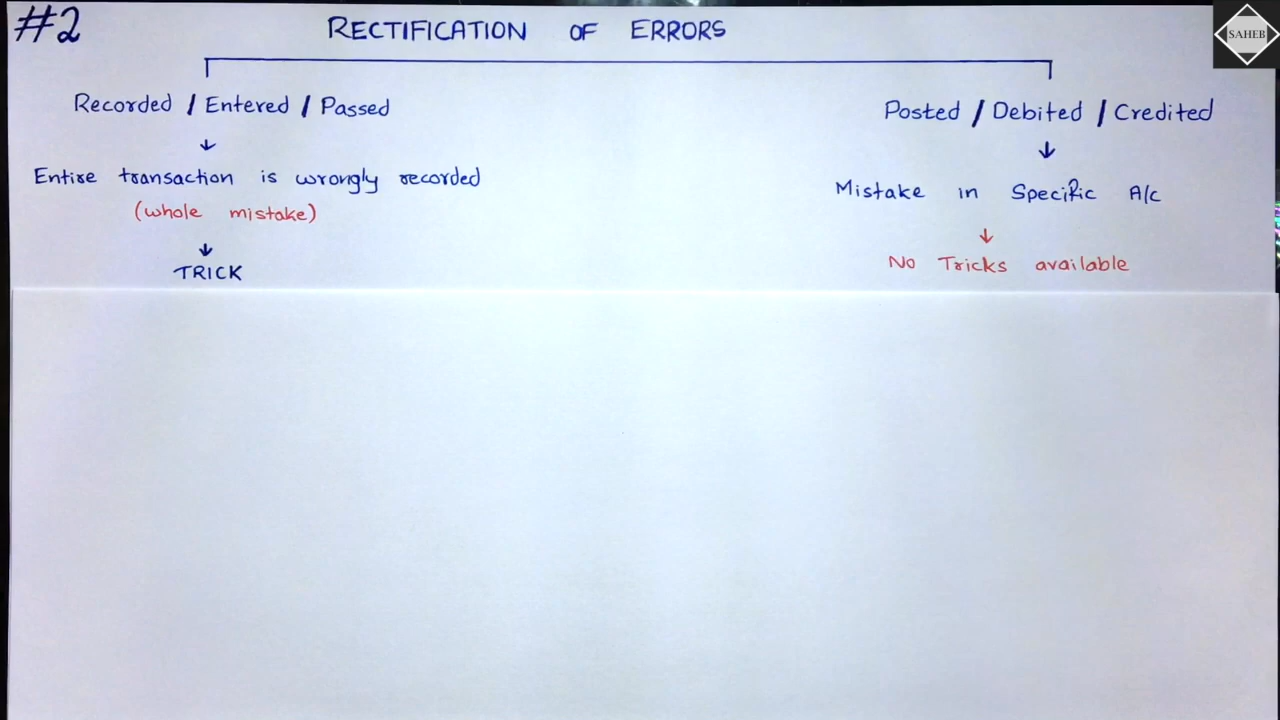 #2
RECTIFICATION OF ERRORS
SAHEB
Recorded / Entered / Passed
Posted / Debited / Credited
Entire transaction is wrongly recorded
Mistake in Specific A/c
(whole mistake)
No Tricks available
TRICK